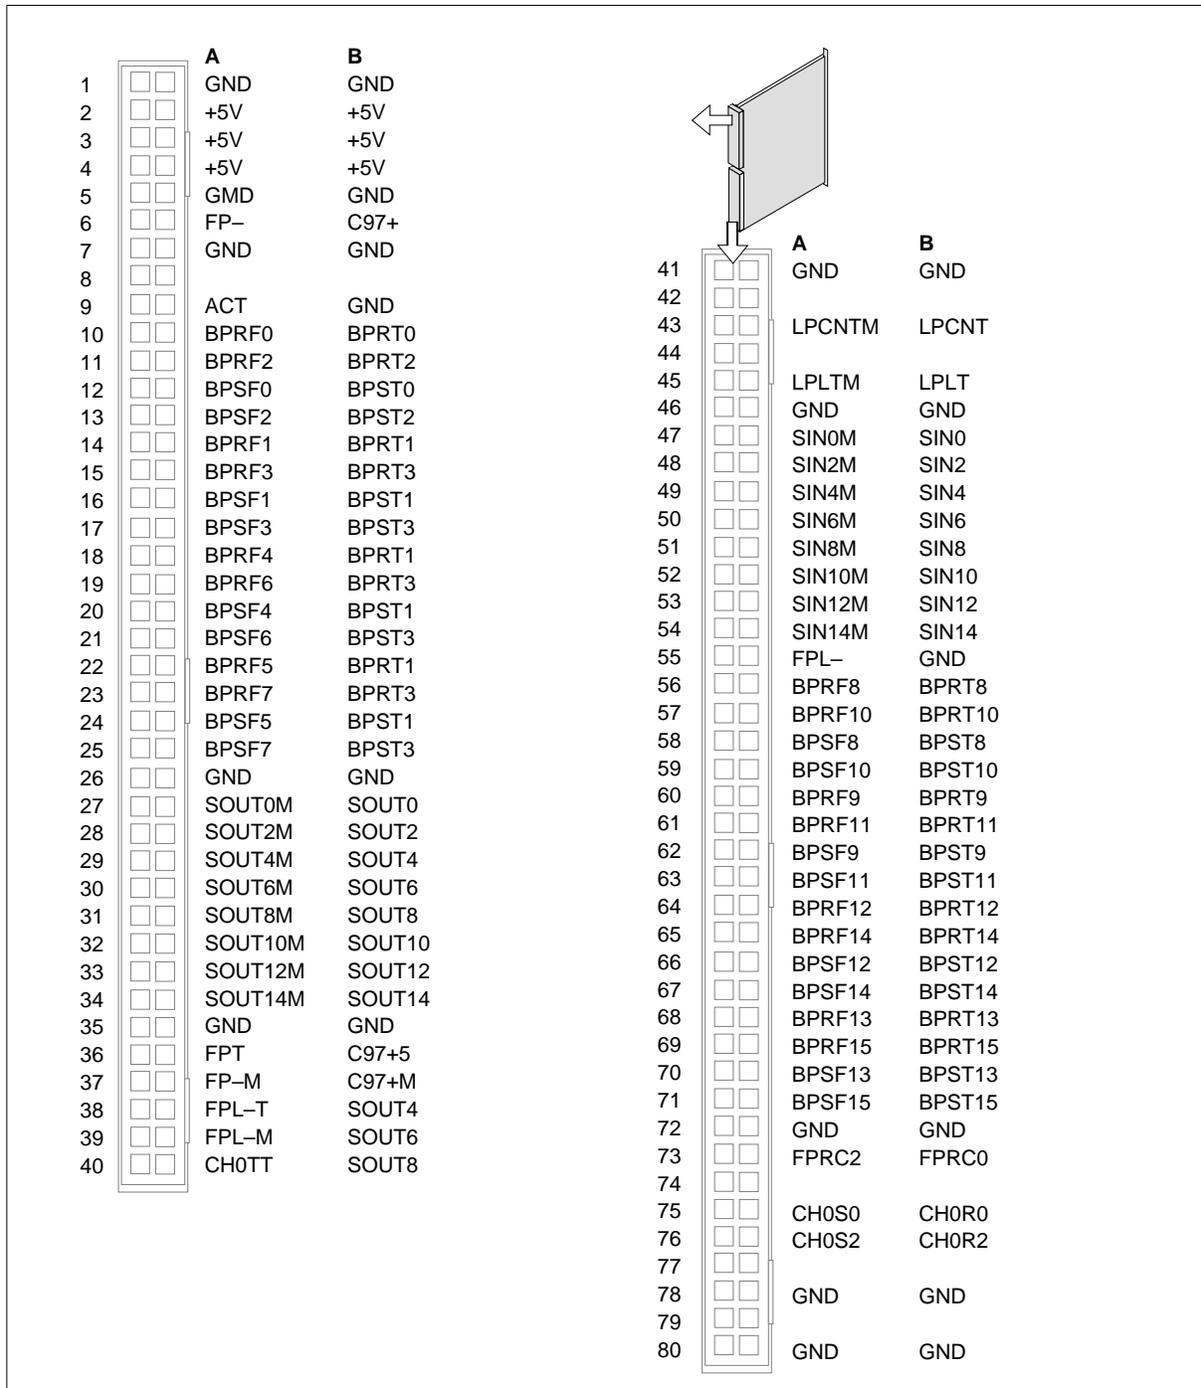 A B
1 GND GND
2 +5V +5V
3 +5V +5V
4 +5V +5V
5 GMD GND
6 FP– C97+
7 GND GND
8
9 ACT GND
10 BPRF0 BPRT0
11 BPRF2 BPRT2
12 BPSF0 BPST0
13 BPSF2 BPST2
14 BPRF1 BPRT1
15 BPRF3 BPRT3
16 BPSF1 BPST1
17 BPSF3 BPST3
18 BPRF4 BPRT1
19 BPRF6 BPRT3
20 BPSF4 BPST1
21 BPSF6 BPST3
22 BPRF5 BPRT1
23 BPRF7 BPRT3
24 BPSF5 BPST1
25 BPSF7 BPST3
26 GND GND
27 SOUT0M SOUT0
28 SOUT2M SOUT2
29 SOUT4M SOUT4
30 SOUT6M SOUT6
31 SOUT8M SOUT8
32 SOUT10M SOUT10
33 SOUT12M SOUT12
34 SOUT14M SOUT14
35 GND GND
36 FPT C97+5
37 FP–M C97+M
38 FPL–T SOUT4
39 FPL–M SOUT6
40 CH0TT SOUT8
A B
41 GND GND
42
43 LPCNTM LPCNT
44
45 LPLTM LPLT
46 GND GND
47 SIN0M SIN0
48 SIN2M SIN2
49 SIN4M SIN4
50 SIN6M SIN6
51 SIN8M SIN8
52 SIN10M SIN10
53 SIN12M SIN12
54 SIN14M SIN14
55 FPL– GND
56 BPRF8 BPRT8
57 BPRF10 BPRT10
58 BPSF8 BPST8
59 BPSF10 BPST10
60 BPRF9 BPRT9
61 BPRF11 BPRT11
62 BPSF9 BPST9
63 BPSF11 BPST11
64 BPRF12 BPRT12
65 BPRF14 BPRT14
66 BPSF12 BPST12
67 BPSF14 BPST14
68 BPRF13 BPRT13
69 BPRF15 BPRT15
70 BPSF13 BPST13
71 BPSF15 BPST15
72 GND GND
73 FPRC2 FPRC0
74
75 CH0S0 CH0R0
76 CH0S2 CH0R2
77
78 GND GND
79
80 GND GND